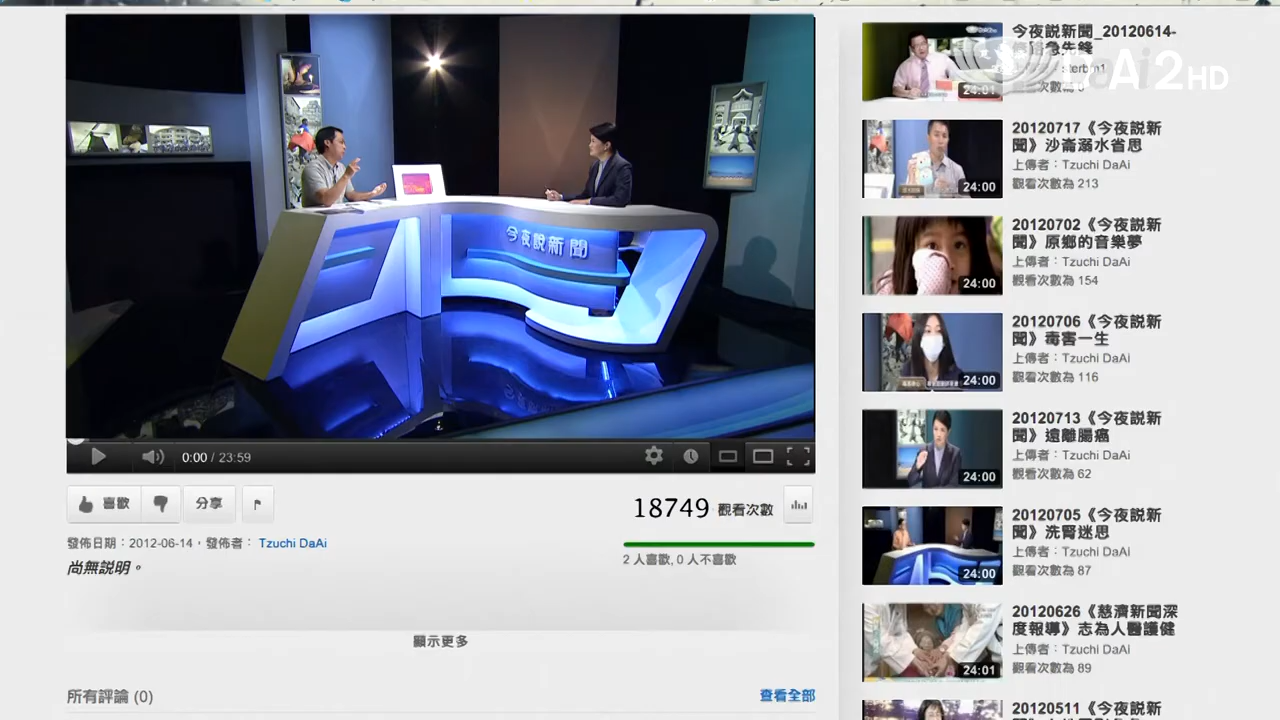 今夜說新聞
0:00 / 23:59
喜歡
分享
18749 觀看次數
發佈日期：2012-06-14，發佈者： Tzuchi DaAi
2 人喜歡, 0 人不喜歡
尚無說明。
顯示更多
所有評論 (0)
查看全部
今夜說新聞_20120614-
急先鋒
24:01
DaAi 2 HD
20120717《今夜說新
聞》沙崙溺水省思
上傳者：Tzuchi DaAi
觀看次數為 213
24:00
20120702《今夜說新
聞》原鄉的音樂夢
上傳者：Tzuchi DaAi
觀看次數為 154
24:00
20120706《今夜說新
聞》毒害一生
上傳者：Tzuchi DaAi
觀看次數為 116
24:00
20120713《今夜說新
聞》遠離腸癌
上傳者：Tzuchi DaAi
觀看次數為 62
24:00
20120705《今夜說新
聞》洗腎迷思
上傳者：Tzuchi DaAi
觀看次數為 87
24:00
20120626《慈濟新聞深
度報導》志為人醫護健
上傳者：Tzuchi DaAi
觀看次數為 89
24:01
20120511《今夜說新